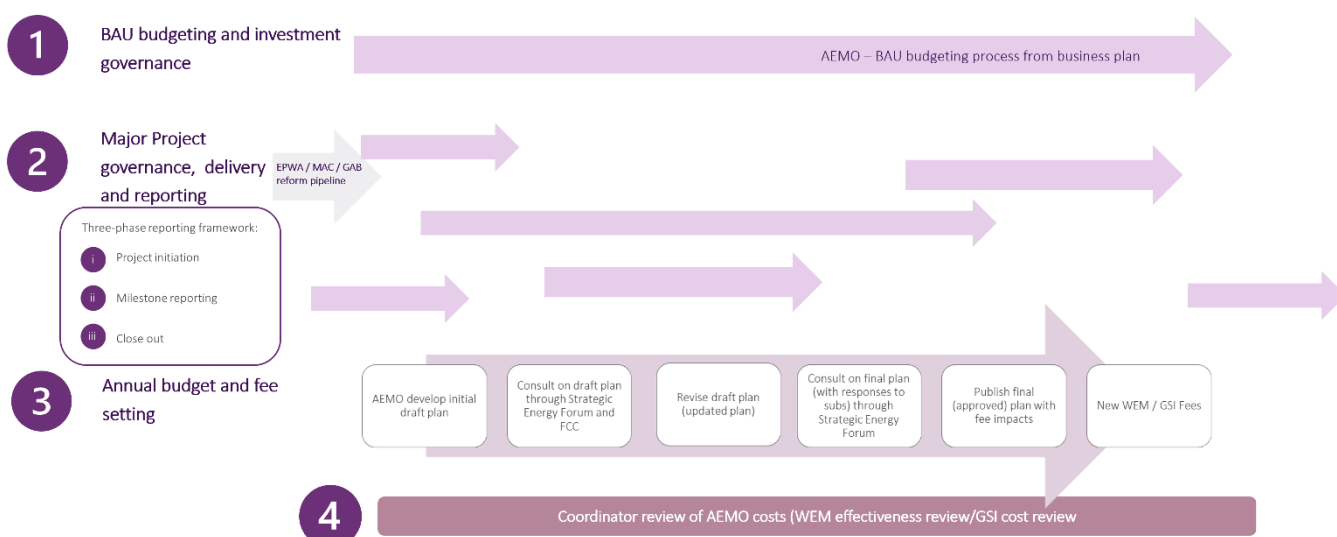 1
BAU budgeting and investment
governance
AEMO – BAU budgeting process from business plan
2
Major Project
governance, delivery
and reporting
EPWA / MAC / GAB
reform pipeline
Three-phase reporting framework:
i
Project initiation
ii
Milestone reporting
iii
Close out
3
Annual budget and fee
setting
AEMO develop initial
draft plan
Consult on draft plan
through Strategic
Energy Forum and
FCC
Revise draft plan
(updated plan)
Consult on final plan
(with responses to
subs) through
Strategic Energy
Forum
Publish final
(approved) plan with
fee impacts
New WEM / GSI Fees
4
Coordinator review of AEMO costs (WEM effectiveness review/GSI cost review